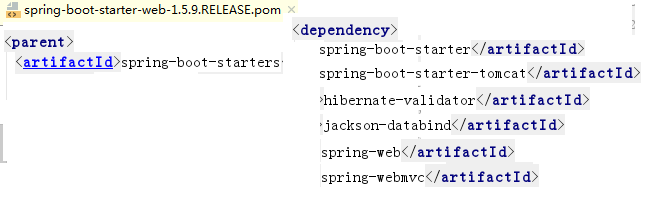 spring-boot-starter-web-1.5.9.RELEASE.pom ×
<parent>
<artifactId>spring-boot-starters
<dependency>
spring-boot-starter</artifactId>
spring-boot-starter-tomcat</artifactId>
hibernate-validator</artifactId>
jackson-databind</artifactId>
spring-web</artifactId>
spring-webmvc</artifactId>